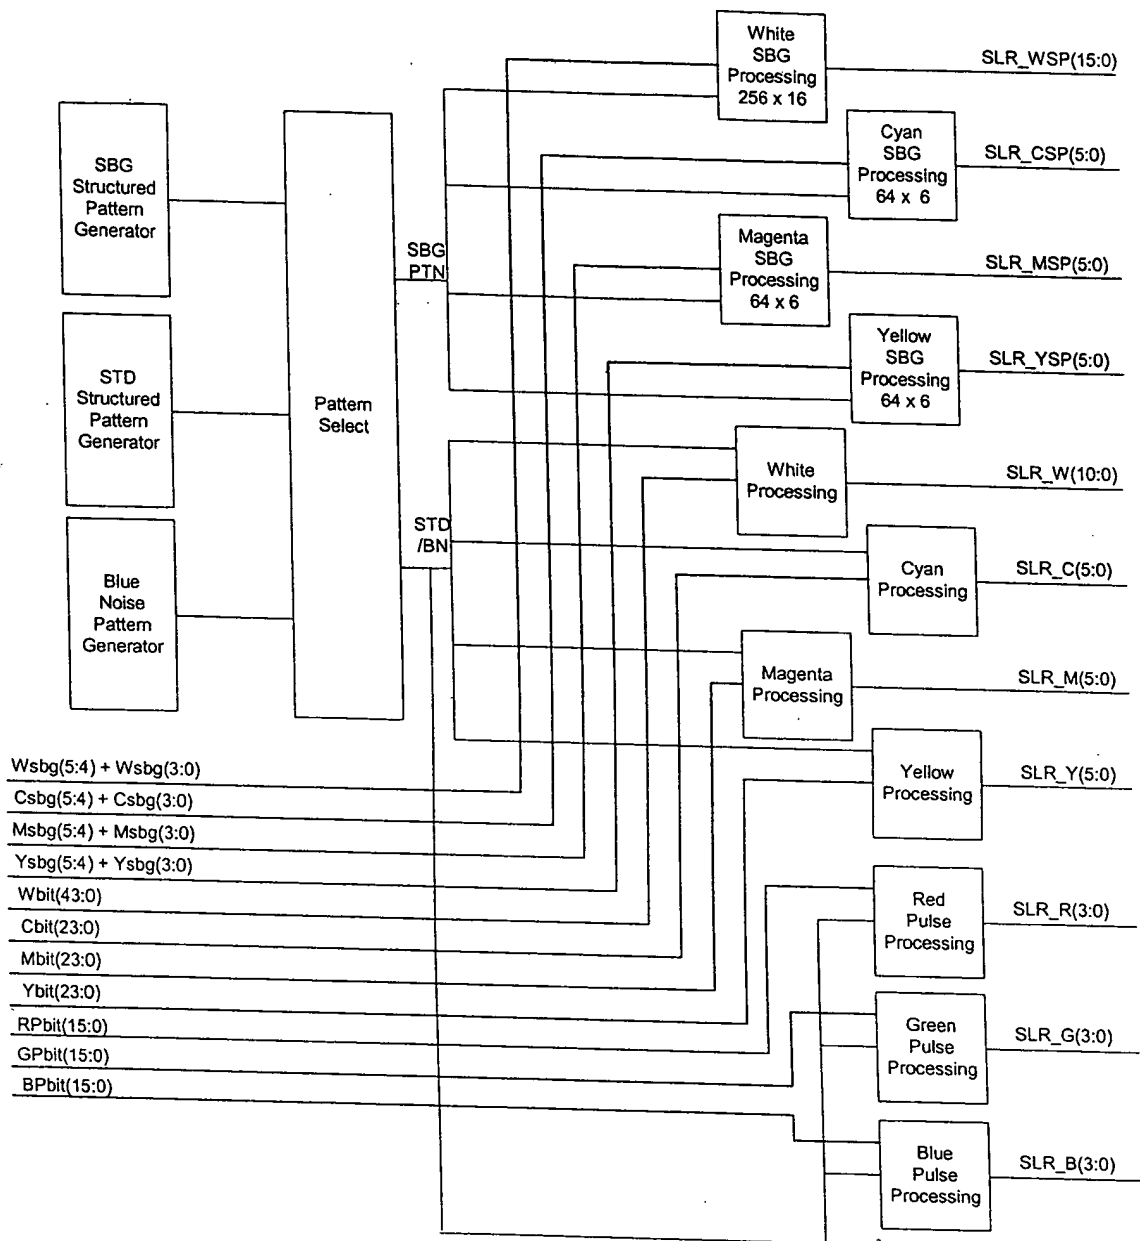 SBG
Structured
Pattern
Generator
STD
Structured
Pattern
Generator
Blue
Noise
Pattern
Generator
Pattern
Select
SBG
PTN
STD
/BN
White
SBG
Processing
256 x 16
SLR_WSP(15:0)
Cyan
SBG
Processing
64 x 6
SLR_CSP(5:0)
Magenta
SBG
Processing
64 x 6
SLR_MSP(5:0)
Yellow
SBG
Processing
64 x 6
SLR_YSP(5:0)
White
Processing
SLR_W(10:0)
Cyan
Processing
SLR_C(5:0)
Magenta
Processing
SLR_M(5:0)
Yellow
Processing
SLR_Y(5:0)
Red
Pulse
Processing
SLR_R(3:0)
Green
Pulse
Processing
SLR_G(3:0)
Blue
Pulse
Processing
SLR_B(3:0)
Wsbg(5:4) + Wsbg(3:0)
Csbg(5:4) + Csbg(3:0)
Msbg(5:4) + Msbg(3:0)
Ysbg(5:4) + Ysbg(3:0)
Wbit(43:0)
Cbit(23:0)
Mbit(23:0)
Ybit(23:0)
RPbit(15:0)
GPbit(15:0)
BPbit(15:0)